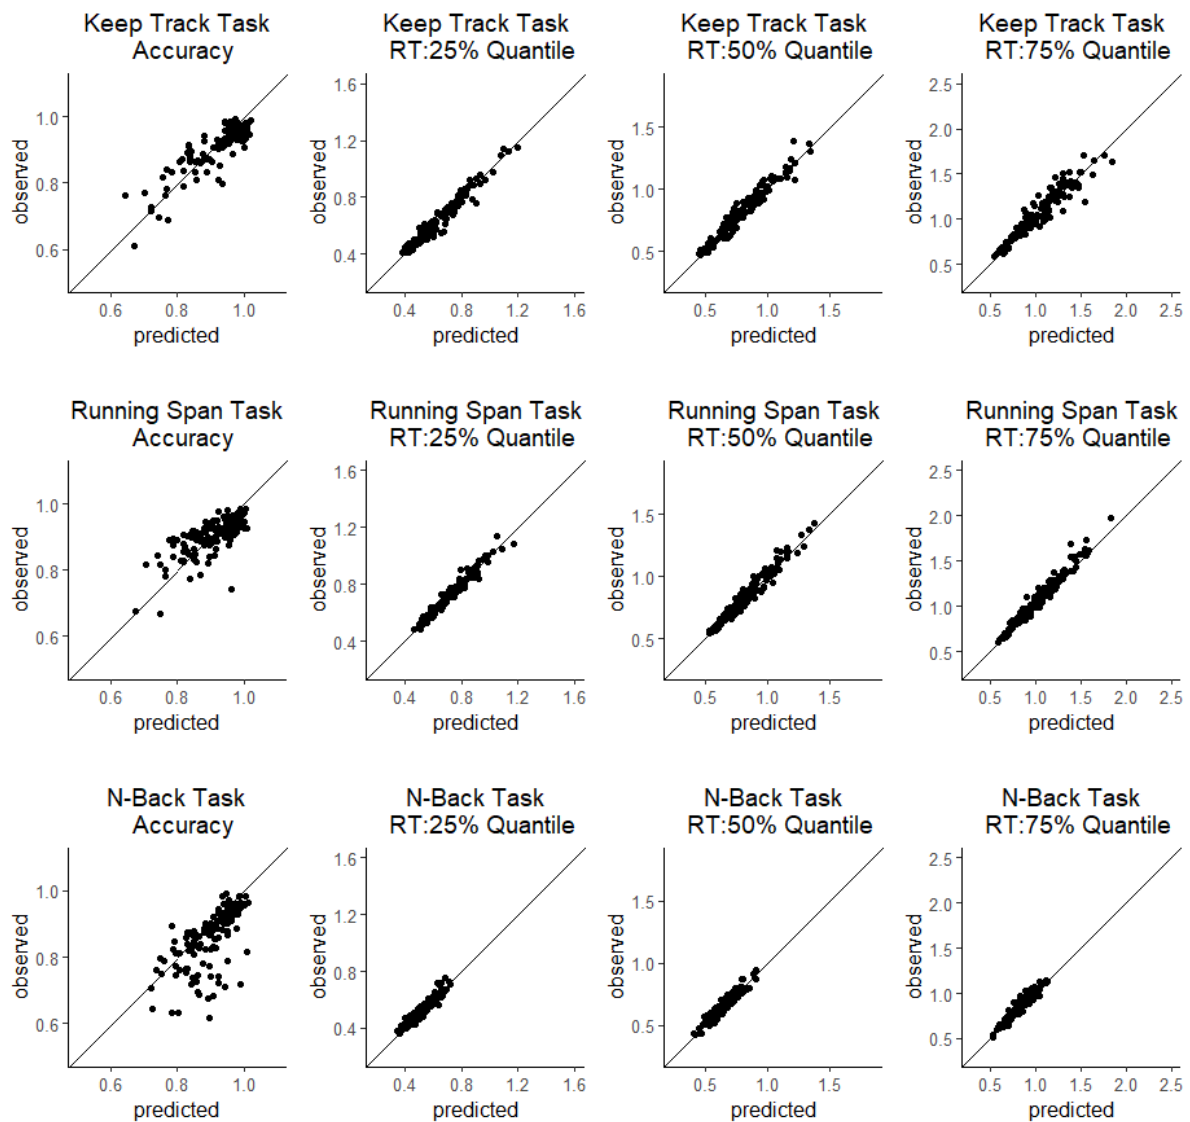 Keep Track Task
Accuracy
Keep Track Task
RT:25% Quantile
Keep Track Task
RT:50% Quantile
Keep Track Task
RT:75% Quantile
observed
1.0
0.8
0.6
0.6 0.8 1.0
predicted
observed
1.6
1.2
0.8
0.4
0.4 0.8 1.2 1.6
predicted
observed
1.5
1.0
0.5
0.5 1.0 1.5
predicted
observed
2.5
2.0
1.5
1.0
0.5
0.5 1.0 1.5 2.0 2.5
predicted
Running Span Task
Accuracy
Running Span Task
RT:25% Quantile
Running Span Task
RT:50% Quantile
Running Span Task
RT:75% Quantile
observed
1.0
0.8
0.6
0.6 0.8 1.0
predicted
observed
1.6
1.2
0.8
0.4
0.4 0.8 1.2 1.6
predicted
observed
1.5
1.0
0.5
0.5 1.0 1.5
predicted
observed
2.5
2.0
1.5
1.0
0.5
0.5 1.0 1.5 2.0 2.5
predicted
N-Back Task
Accuracy
N-Back Task
RT:25% Quantile
N-Back Task
RT:50% Quantile
N-Back Task
RT:75% Quantile
observed
1.0
0.8
0.6
0.6 0.8 1.0
predicted
observed
1.6
1.2
0.8
0.4
0.4 0.8 1.2 1.6
predicted
observed
1.5
1.0
0.5
0.5 1.0 1.5
predicted
observed
2.5
2.0
1.5
1.0
0.5
0.5 1.0 1.5 2.0 2.5
predicted